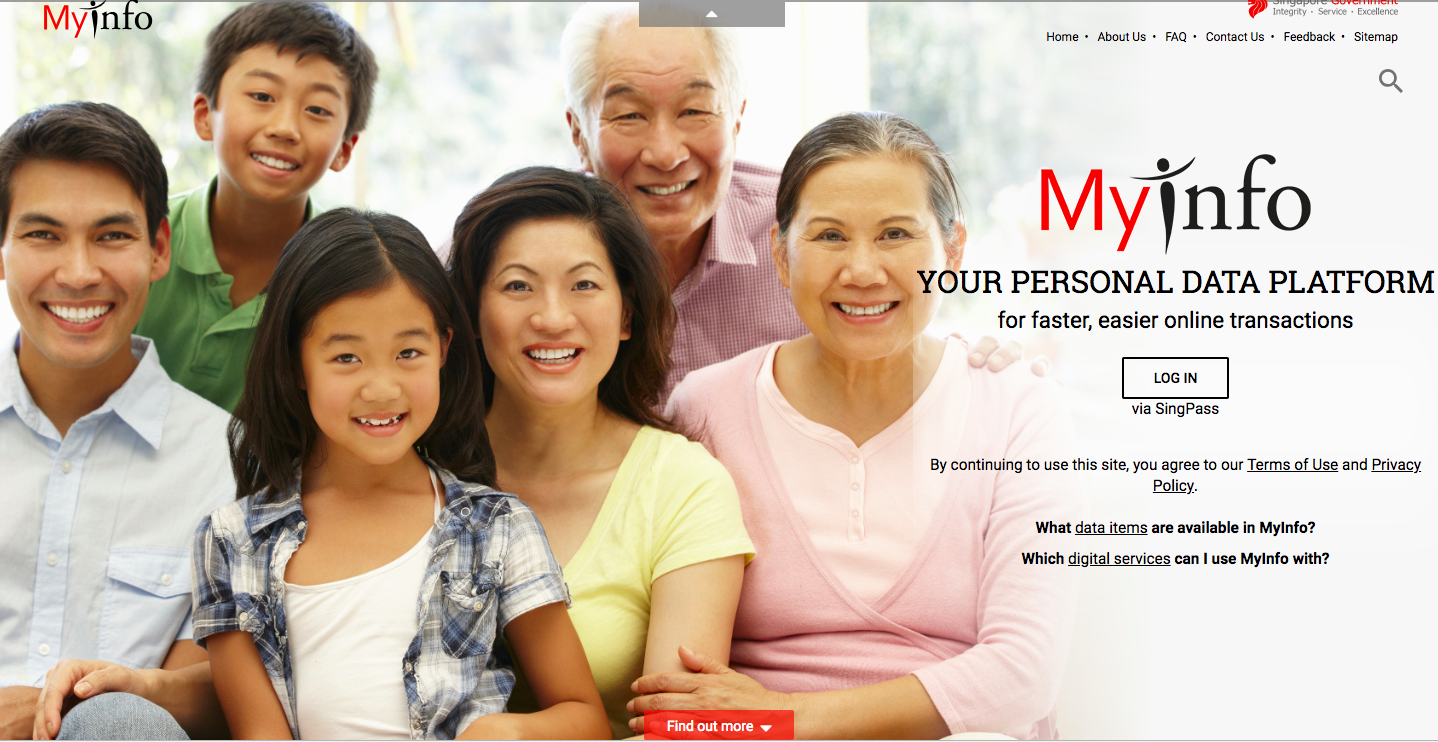 MyInfo
Singapore Government
Integrity · Service · Excellence
Home • About Us • FAQ • Contact Us • Feedback • Sitemap
MyInfo
YOUR PERSONAL DATA PLATFORM
for faster, easier online transactions
LOG IN
via SingPass
By continuing to use this site, you agree to our Terms of Use and Privacy
Policy.
What data items are available in MyInfo?
Which digital services can I use MyInfo with?
Find out more